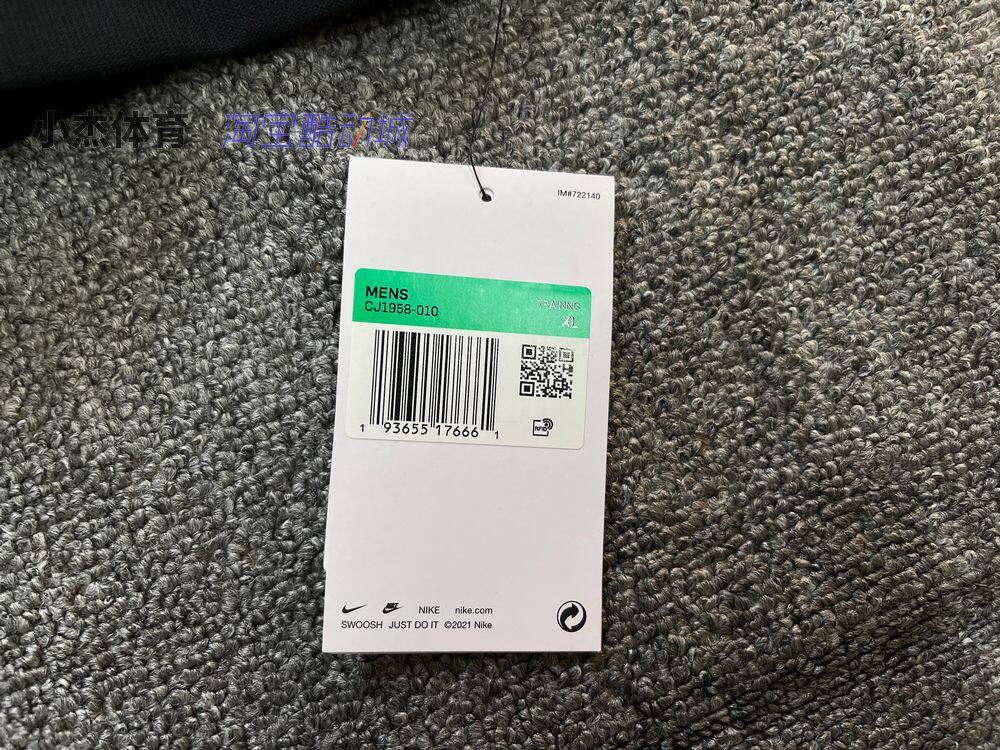 小杰体育 淘宝酷动城
IM#722140
MENS TRAINING
CJ1958-010 XL
1 93655 17666 1
RFID
NIKE nike.com
SWOOSH JUST DO IT ©2021 Nike